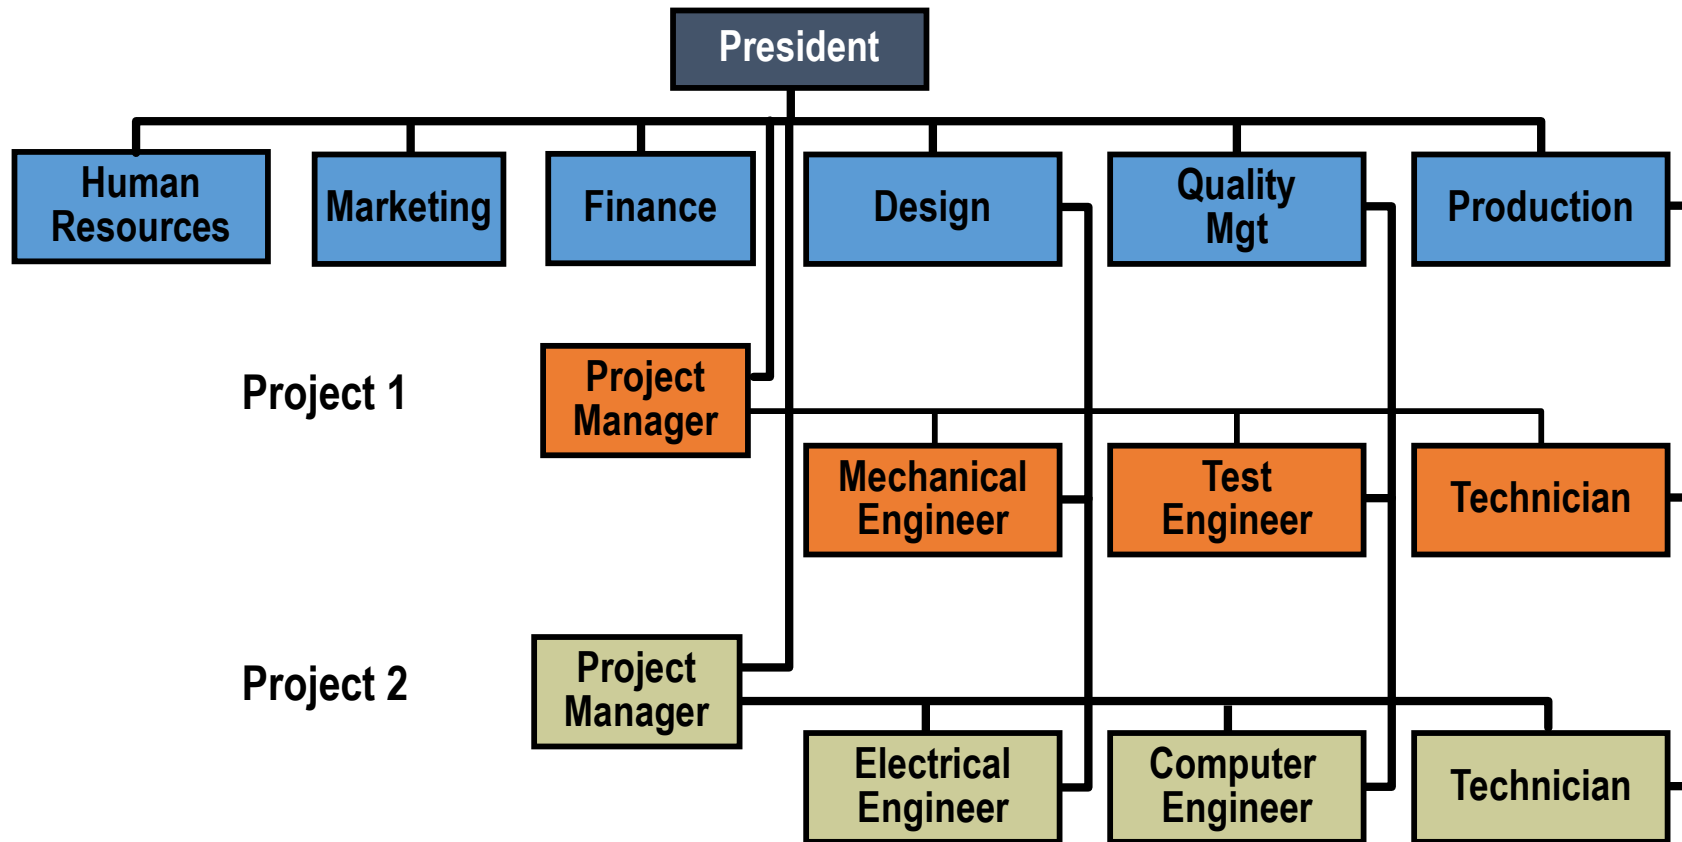 President
Human
Resources
Marketing
Finance
Design
Quality
Mgt
Production
Project 1
Project
Manager
Mechanical
Engineer
Test
Engineer
Technician
Project 2
Project
Manager
Electrical
Engineer
Computer
Engineer
Technician